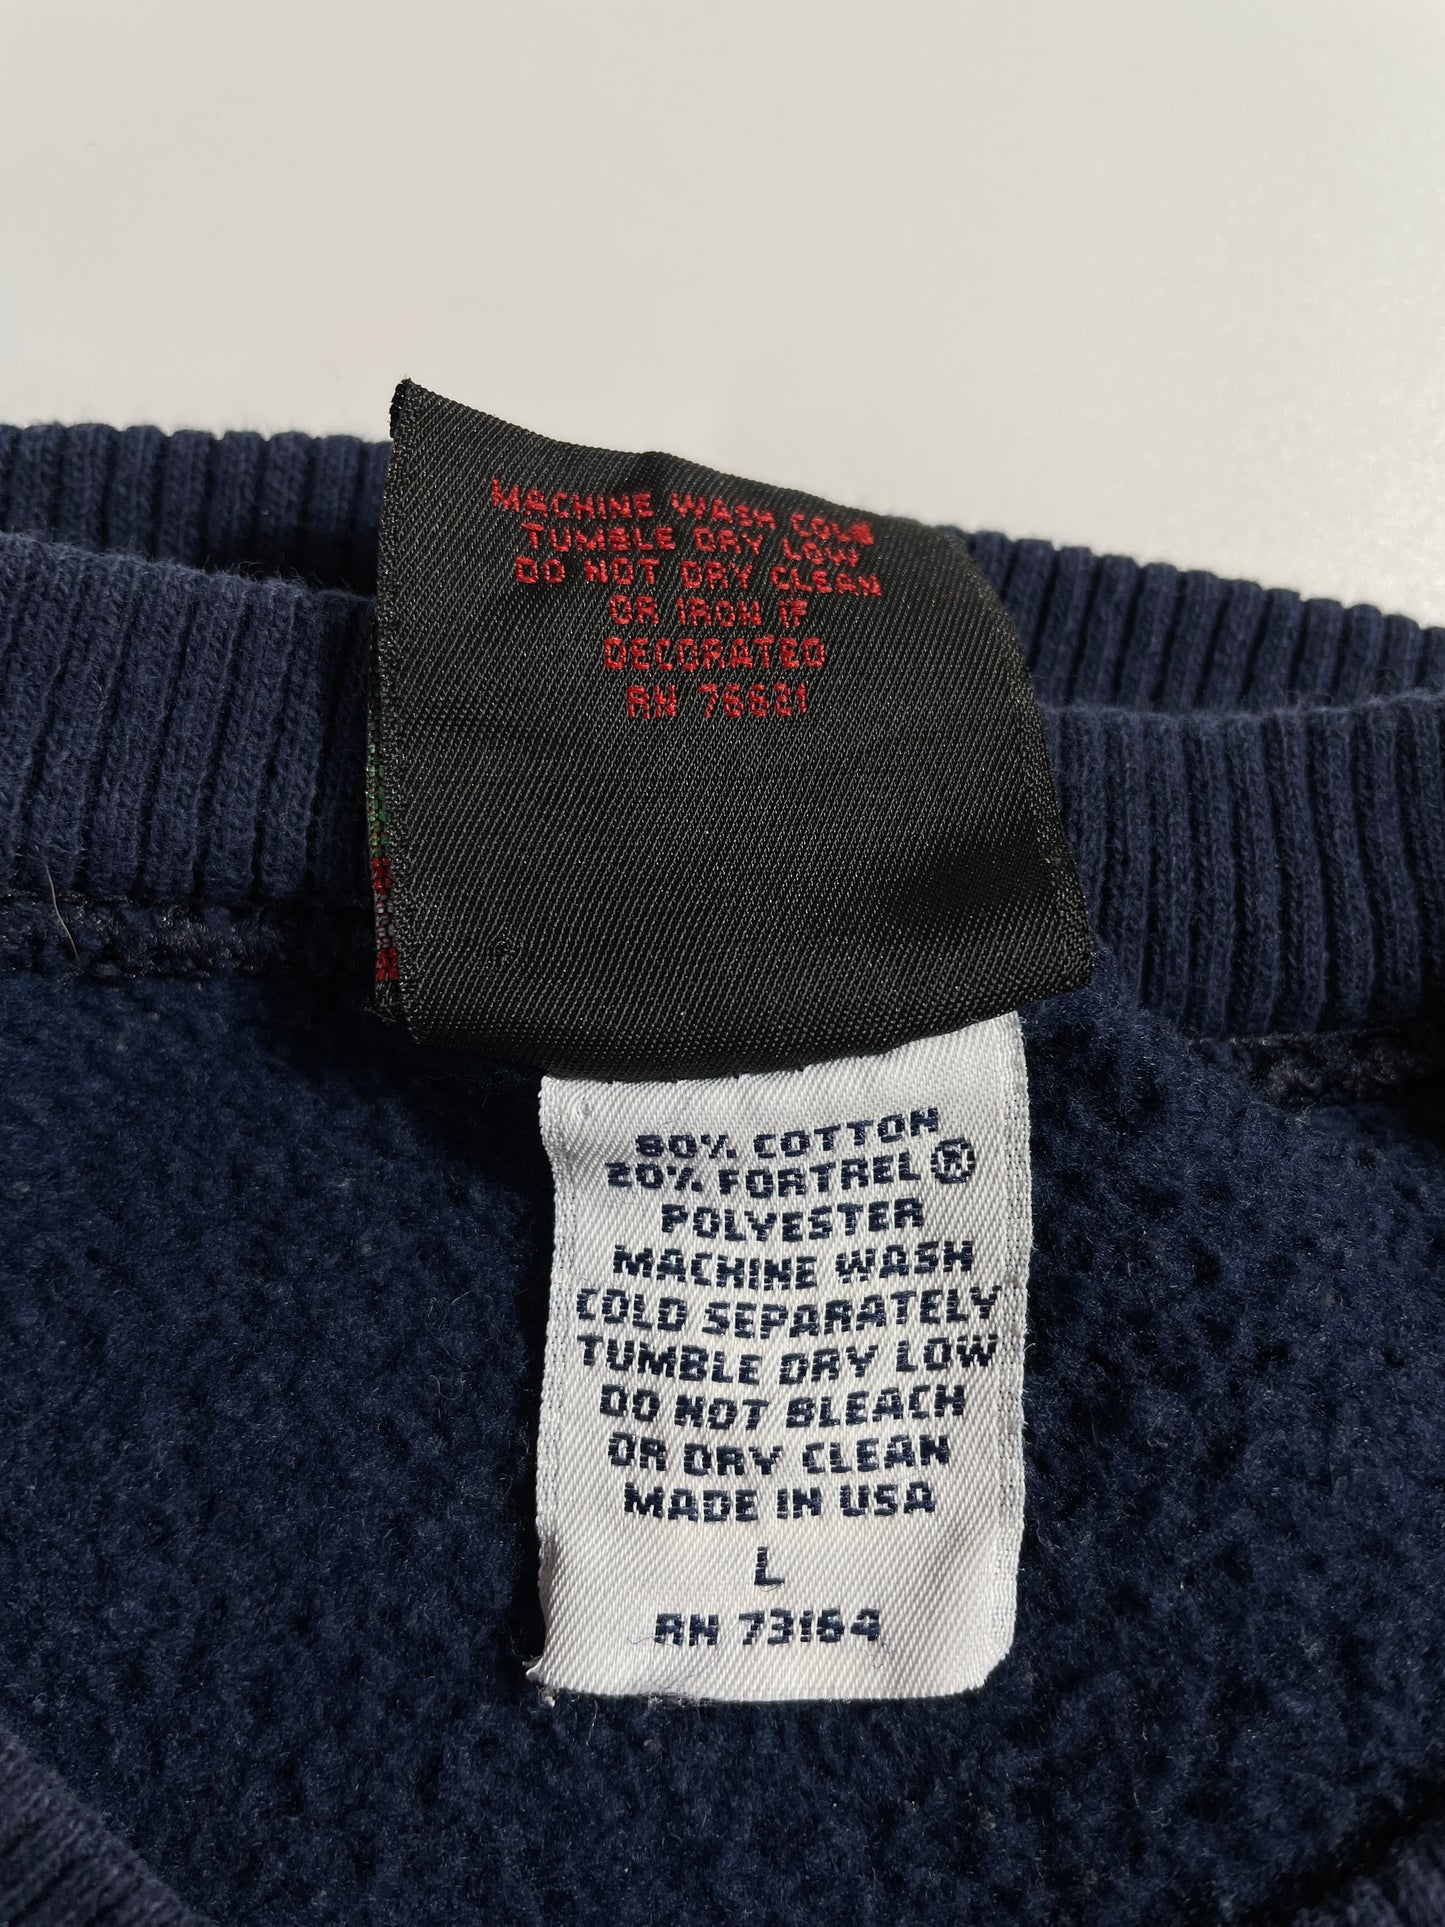 MACHINE WASH COLD
TUMBLE DRY LOW
DO NOT DRY CLEAN
OR IRON IF
DECORATED
RN 76621
80% COTTON
20% FORTREL ®
POLYESTER
MACHINE WASH
COLD SEPARATELY
TUMBLE DRY LOW
DO NOT BLEACH
OR DRY CLEAN
MADE IN USA
L
RN 73164